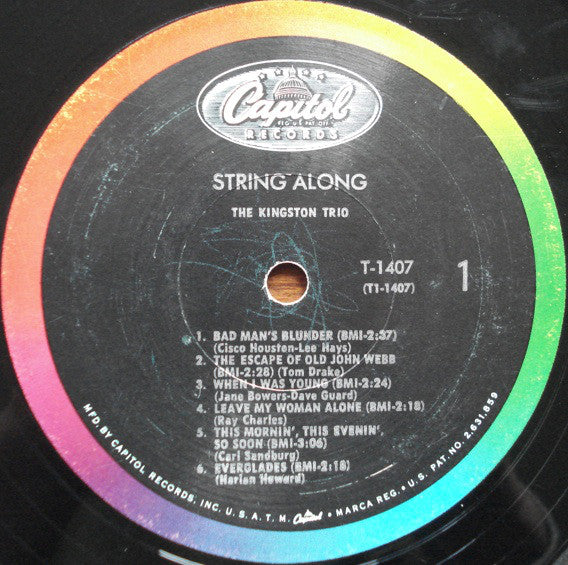 Capitol
REG. U.S. PAT. OFF.
RECORDS
STRING ALONG
THE KINGSTON TRIO
T-1407
(T1-1407)
1
1. BAD MAN'S BLUNDER (BMI-2:37)
(Cisco Housten-Lee Hays)
2. THE ESCAPE OF OLD JOHN WEBB
(BMI-2:28) (Tom Drake)
3. WHEN I WAS YOUNG (BMI-2:24)
(Jane Bowers-Dave Guard)
4. LEAVE MY WOMAN ALONE (BMI-2:18)
(Ray Charles)
5. THIS MORNIN', THIS EVENIN',
SO SOON (BMI-3:06)
(Carl Sandburg)
6. EVERGLADES (BMI-2:18)
(Harlan Howard)
MFD. BY CAPITOL RECORDS, INC. U.S.A. T.M. Capitol • MARCA REG. • U.S. PAT. NO. 2,631,859